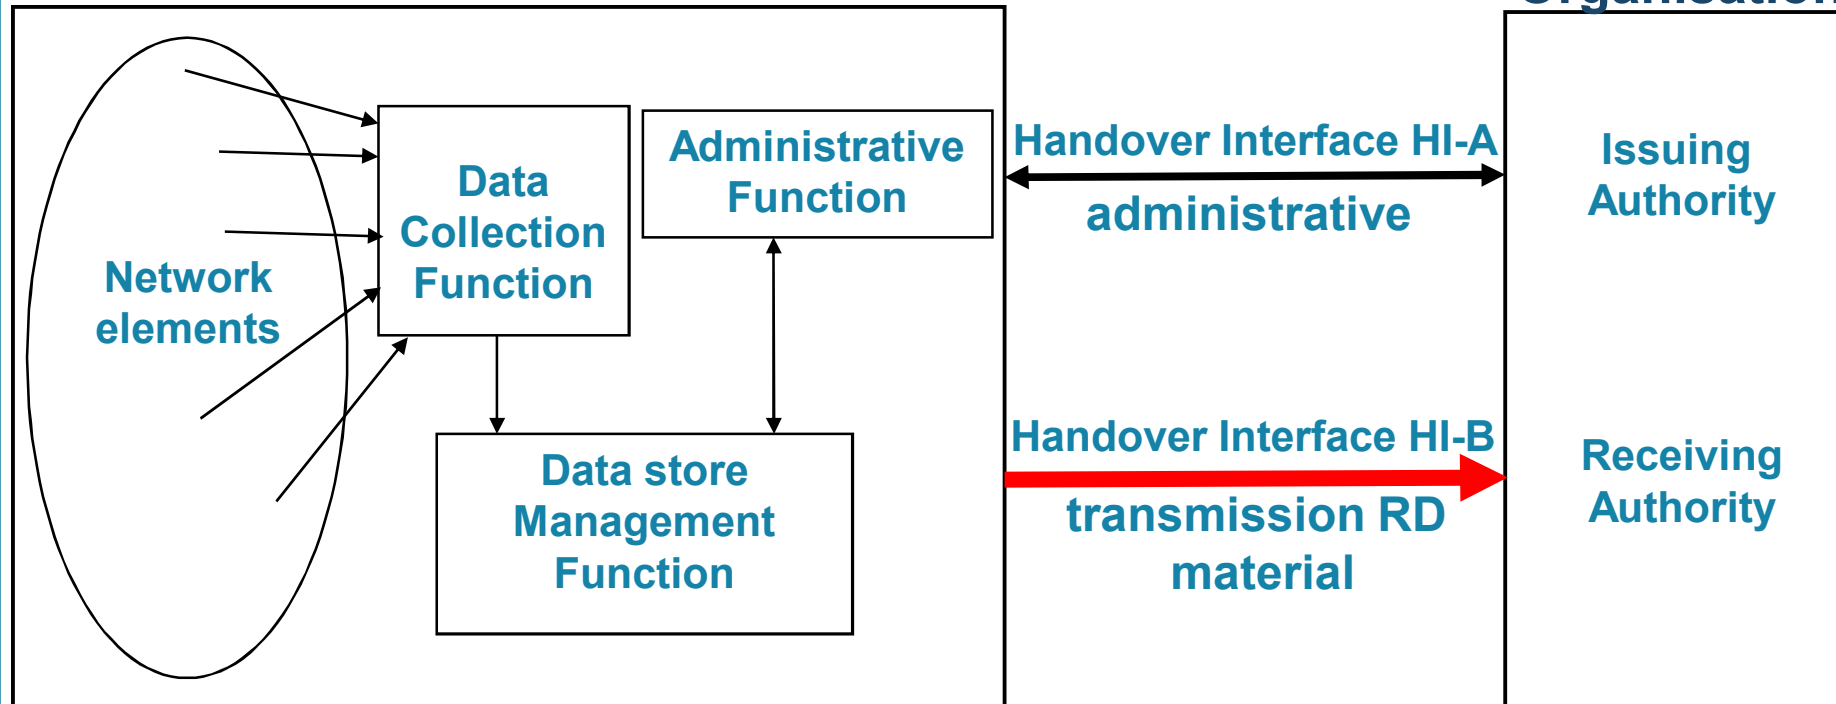 Organisation
Network
elements
Data
Collection
Function
Administrative
Function
Data store
Management
Function
Handover Interface HI-A
administrative
Handover Interface HI-B
transmission RD
material
Issuing
Authority
Receiving
Authority